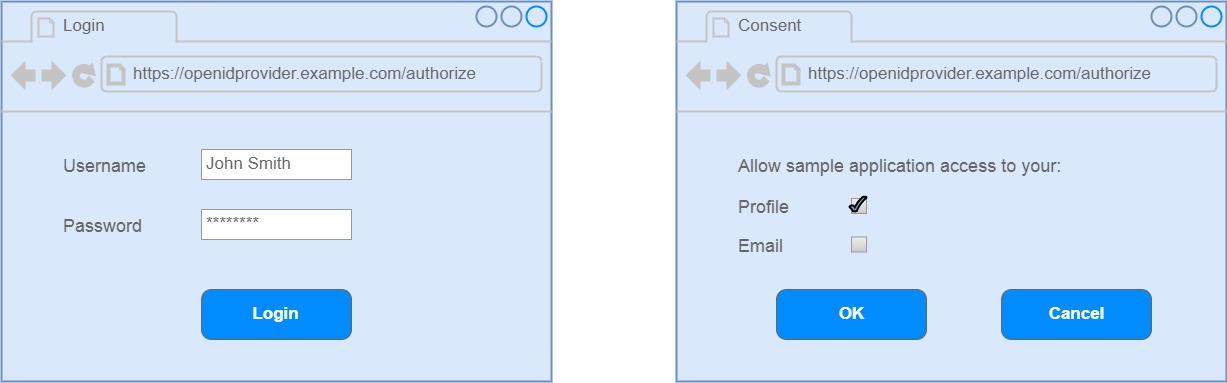 Login
https://openidprovider.example.com/authorize
Username
John Smith
Password
********
Login
Consent
https://openidprovider.example.com/authorize
Allow sample application access to your:
Profile
Email
OK
Cancel